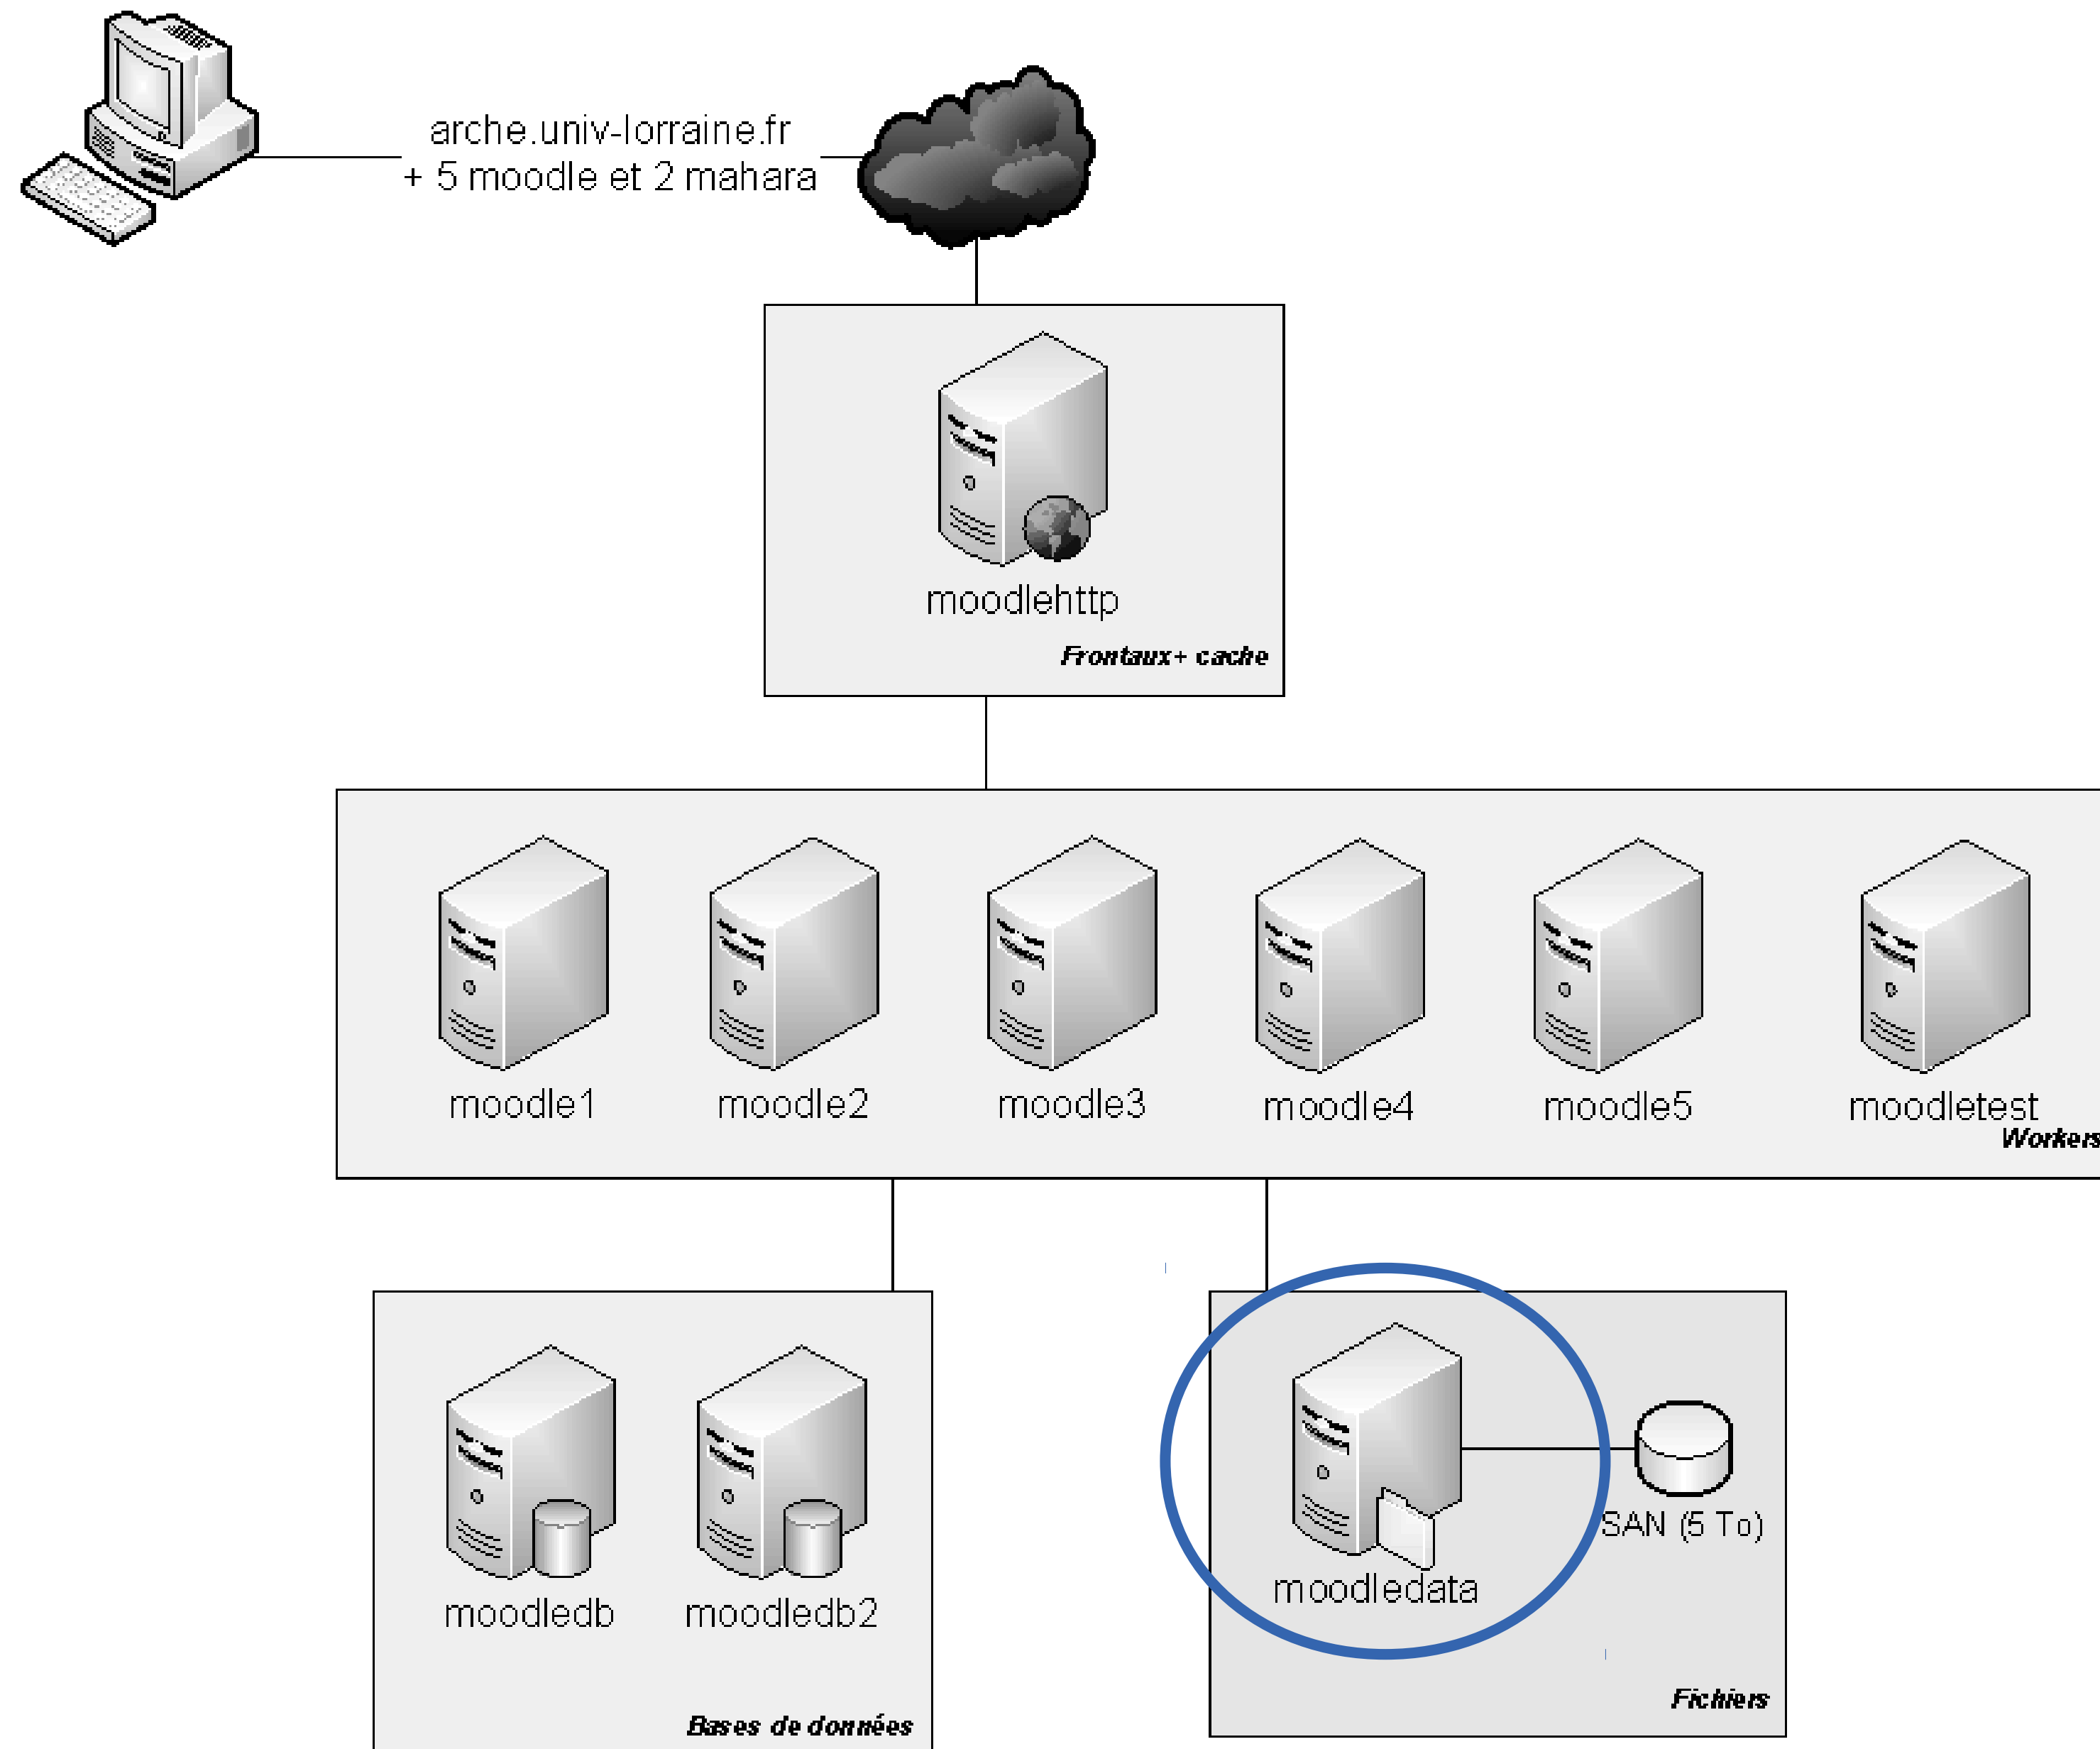 arche.univ-lorraine.fr
+ 5 moodle et 2 mahara
moodlehttp
Frontaux+ cache
moodle1
moodle2
moodle3
moodle4
moodle5
moodletest
Workers
moodledb
moodledb2
Bases de données
moodledata
SAN (5 To)
Fichiers